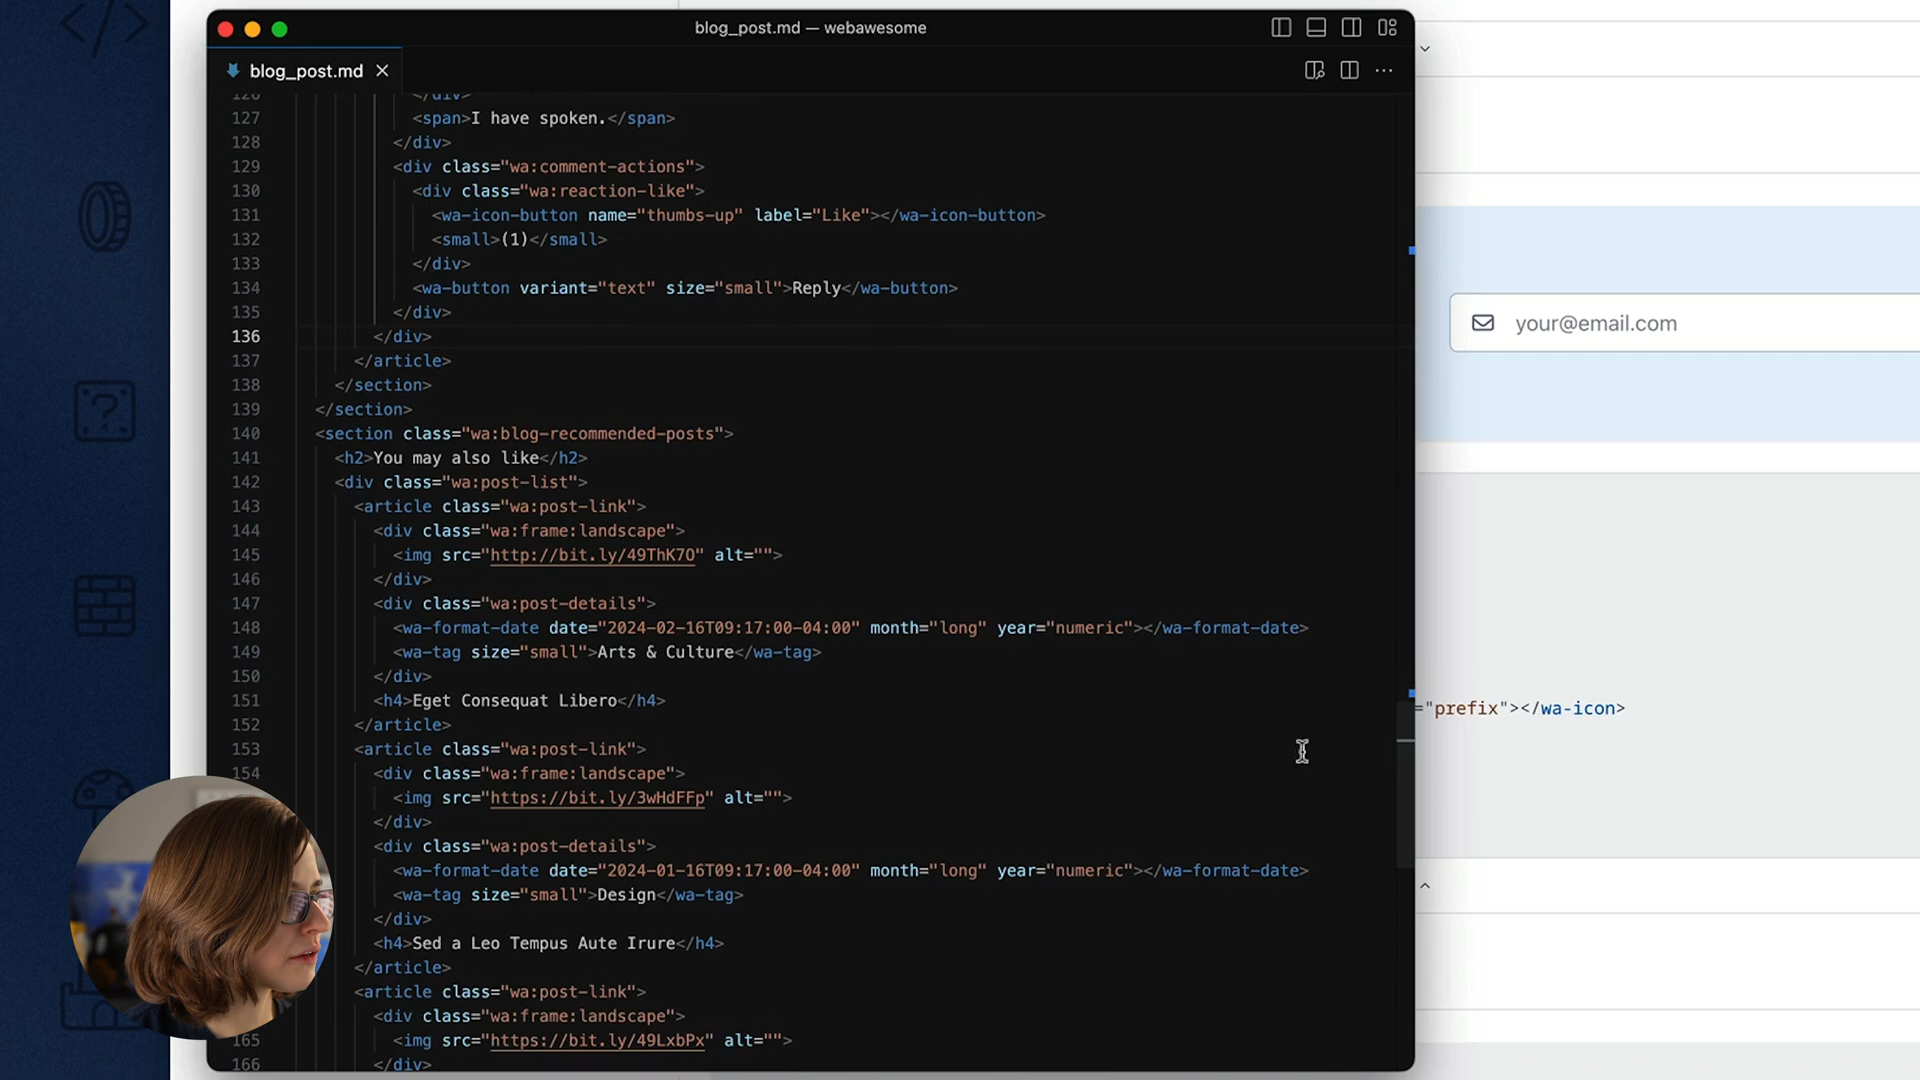 blog_post.md — webawesome
blog_post.md
126 </div>
127 <span>I have spoken.</span>
128 </div>
129 <div class="wa:comment-actions">
130 <div class="wa:reaction-like">
131 <wa-icon-button name="thumbs-up" label="Like"></wa-icon-button>
132 <small>(1)</small>
133 </div>
134 <wa-button variant="text" size="small">Reply</wa-button>
135 </div>
136 </div>
137 </article>
138 </section>
139 </section>
140 <section class="wa:blog-recommended-posts">
141 <h2>You may also like</h2>
142 <div class="wa:post-list">
143 <article class="wa:post-link">
144 <div class="wa:frame:landscape">
145 <img src="http://bit.ly/49ThK7O" alt="">
146 </div>
147 <div class="wa:post-details">
148 <wa-format-date date="2024-02-16T09:17:00-04:00" month="long" year="numeric"></wa-format-date>
149 <wa-tag size="small">Arts & Culture</wa-tag>
150 </div>
151 <h4>Eget Consequat Libero</h4>
152 </article>
153 <article class="wa:post-link">
154 <div class="wa:frame:landscape">
<img src="https://bit.ly/3wHdFFp" alt="">
</div>
<div class="wa:post-details">
<wa-format-date date="2024-01-16T09:17:00-04:00" month="long" year="numeric"></wa-format-date>
<wa-tag size="small">Design</wa-tag>
</div>
<h4>Sed a Leo Tempus Aute Irure</h4>
</article>
<article class="wa:post-link">
<div class="wa:frame:landscape">
165 <img src="https://bit.ly/49LxbPx" alt="">
166 </div>
your@email.com
="prefix"></wa-icon>